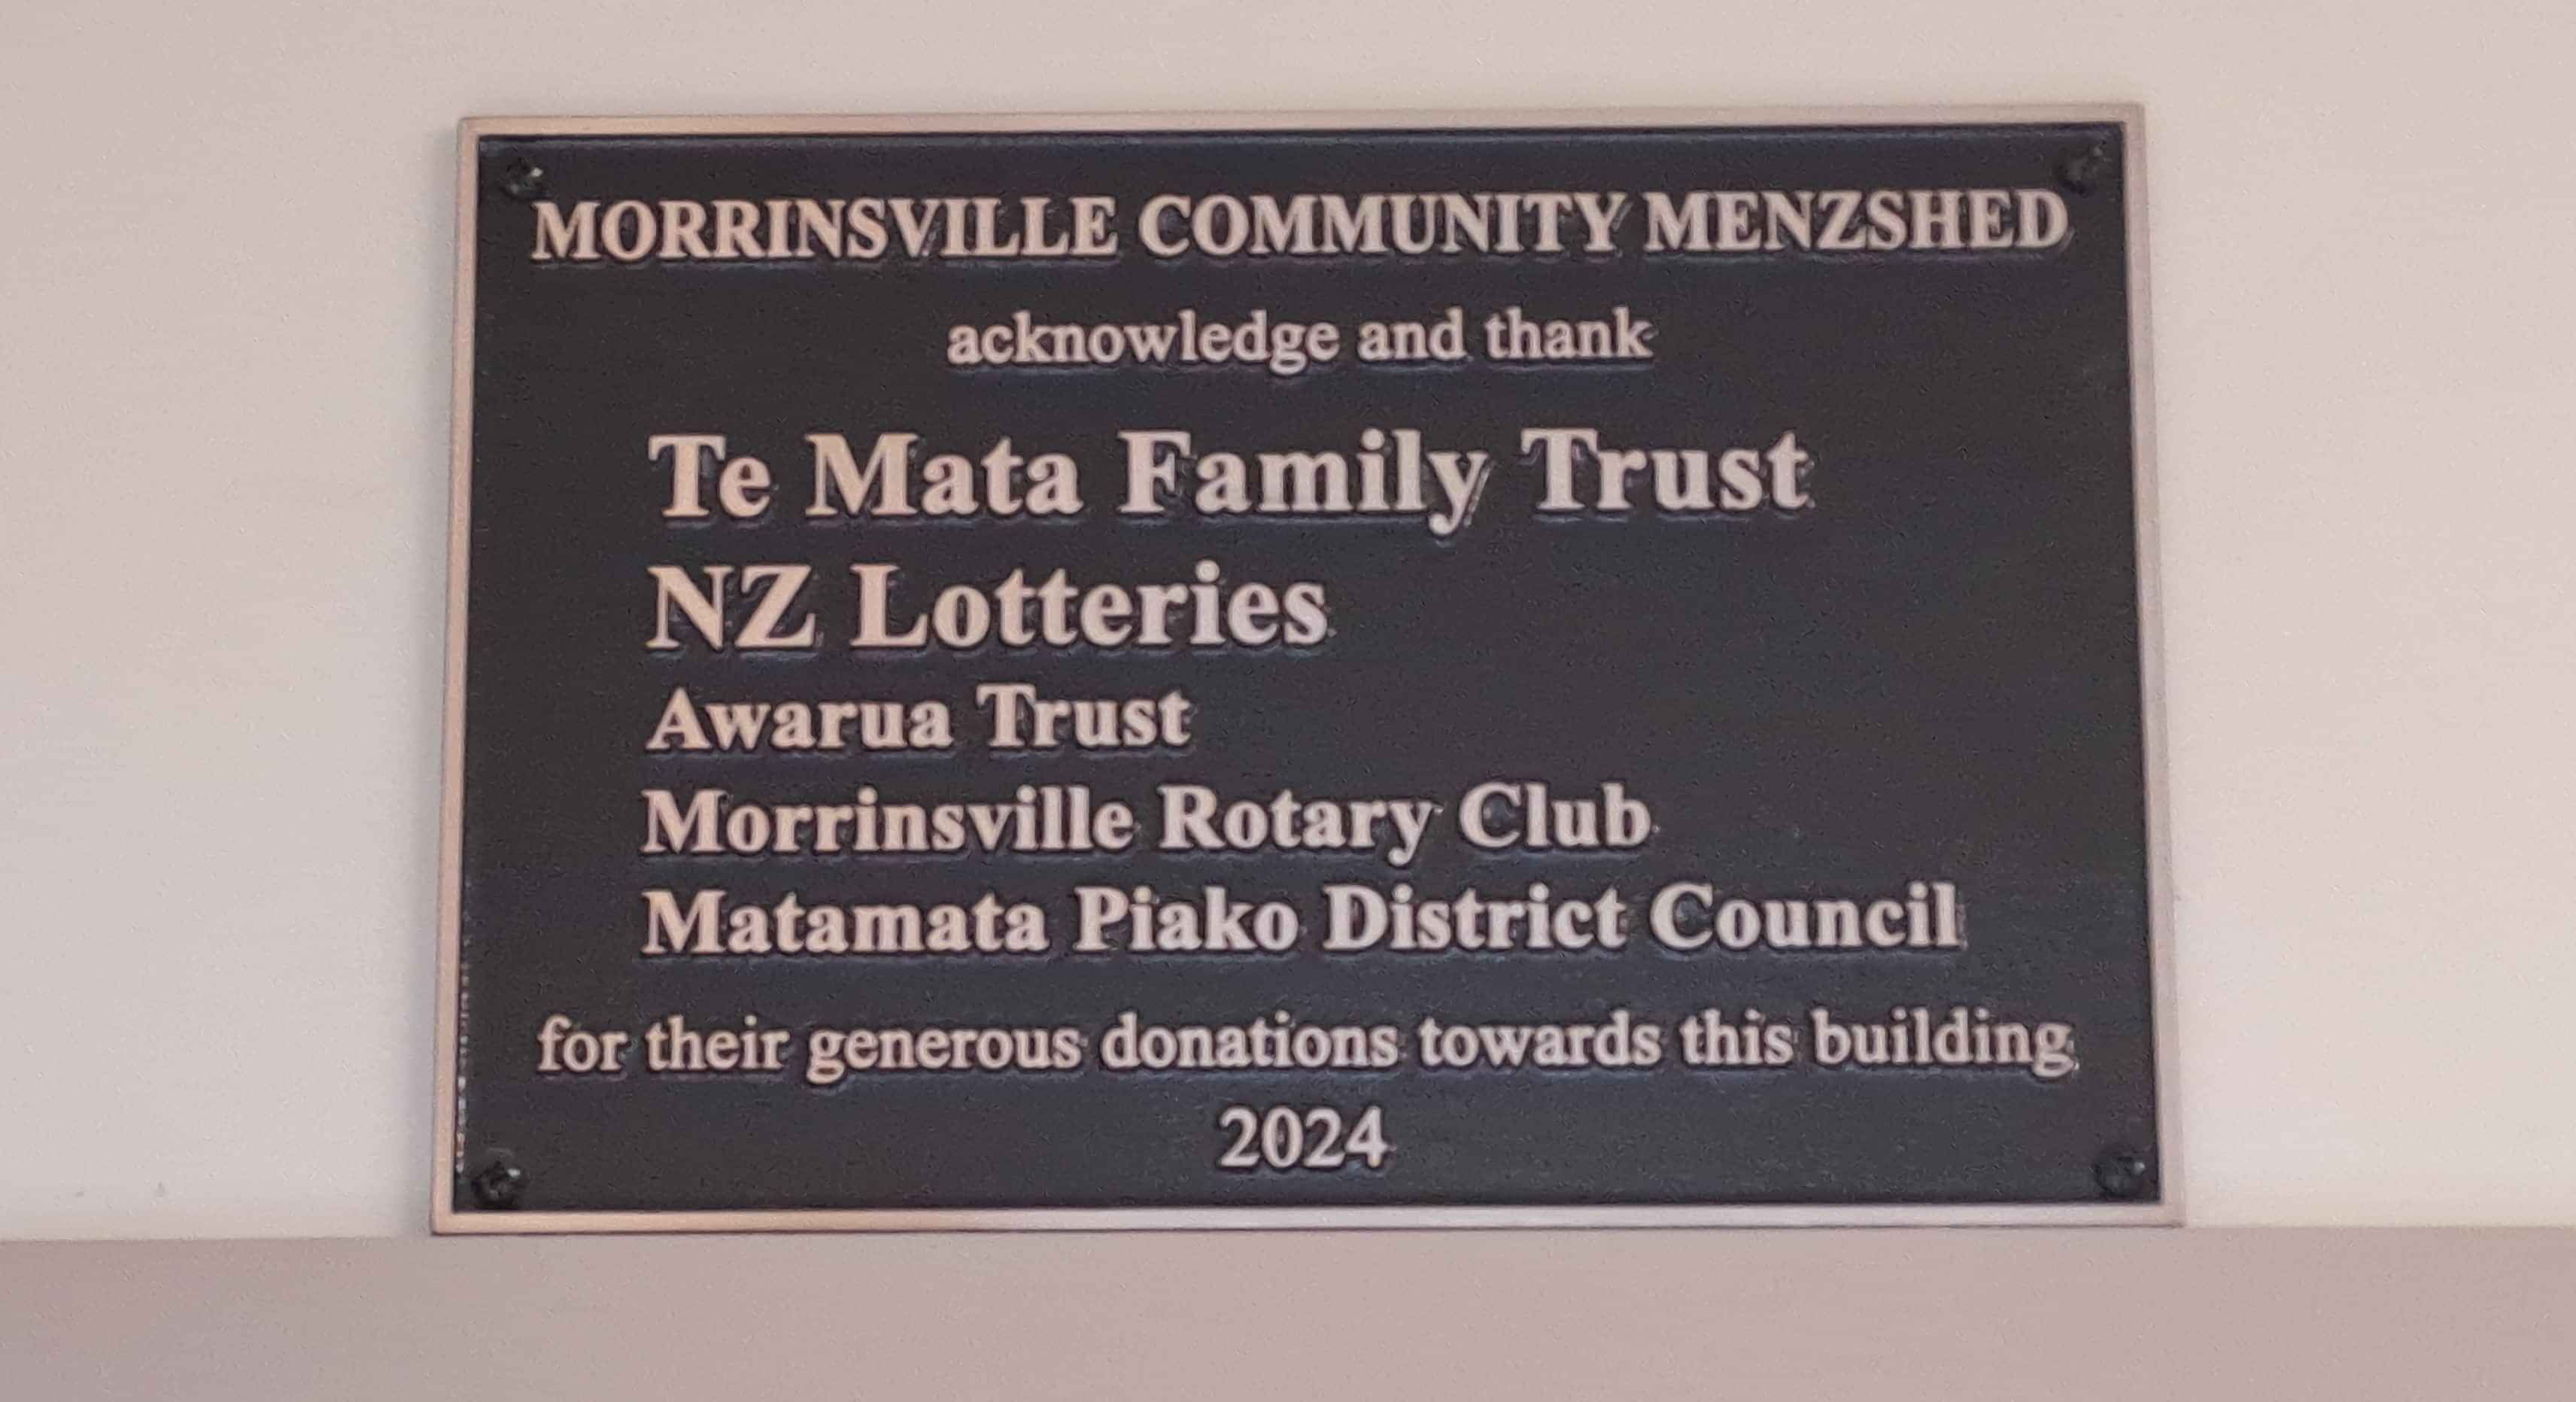 MORRINSVILLE COMMUNITY MENZSHED
acknowledge and thank
Te Mata Family Trust
NZ Lotteries
Awarua Trust
Morrinsville Rotary Club
Matamata Piako District Council
for their generous donations towards this building
2024